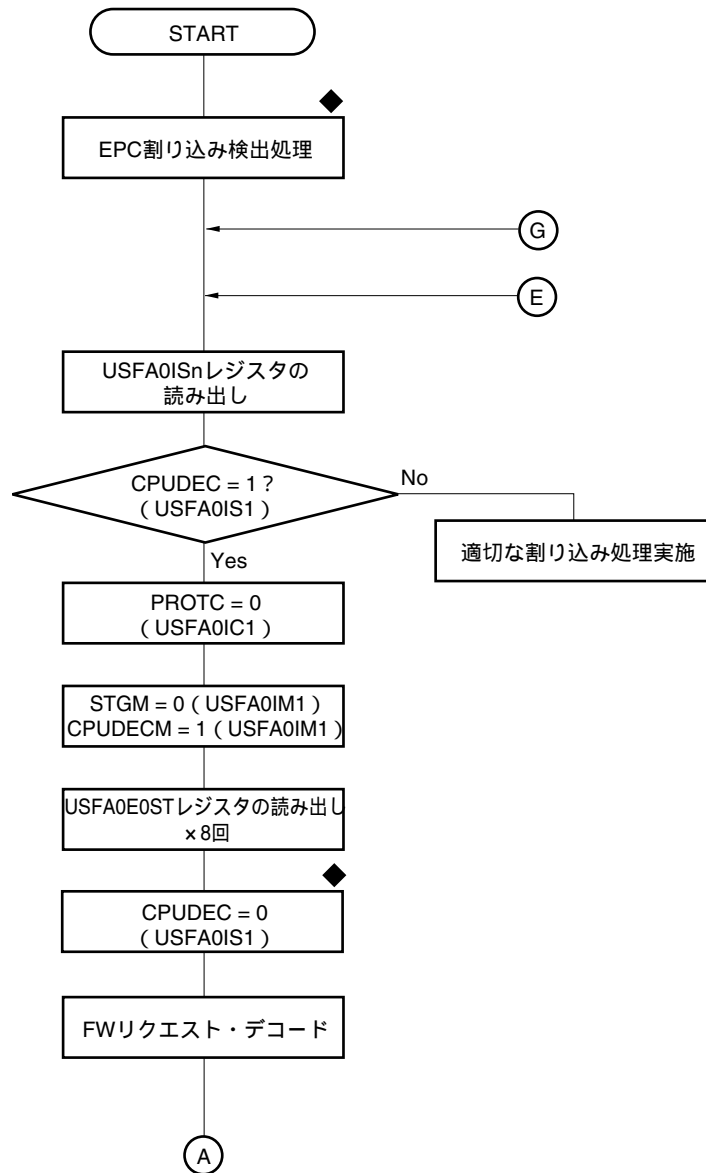 START
EPC割り込み検出処理
G
E
USFA0ISnレジスタの
読み出し
CPUDEC = 1？
（USFA0IS1）
No
適切な割り込み処理実施
Yes
PROTC = 0
（USFA0IC1）
STGM = 0（USFA0IM1）
CPUDECM = 1（USFA0IM1）
USFA0E0STレジスタの読み出し
×8回
CPUDEC = 0
（USFA0IS1）
FWリクエスト・デコード
A